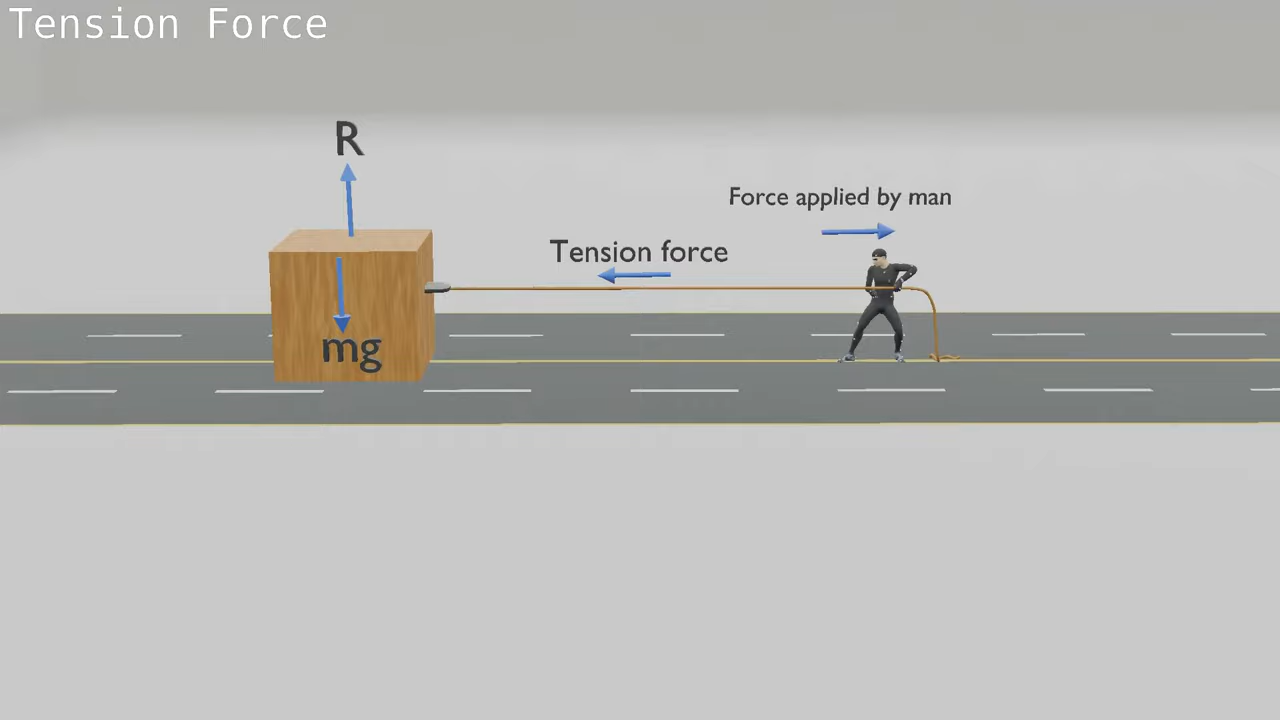 Tension Force
R
Force applied by man
Tension force
mg